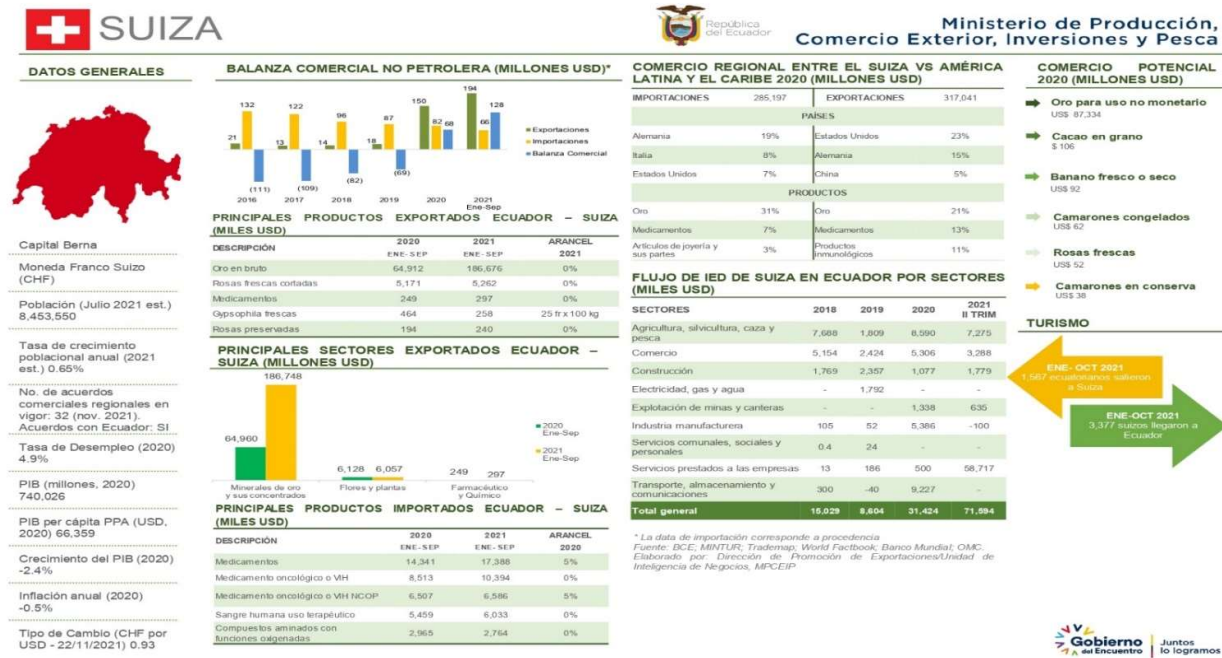 SUIZA
República
del Ecuador
Ministerio de Producción,
Comercio Exterior, Inversiones y Pesca
DATOS GENERALES
Capital Berna
Moneda Franco Suizo
(CHF)
Población (Julio 2021 est.)
8,453,550
Tasa de crecimiento
poblacional anual (2021
est.) 0.65%
No. de acuerdos
comerciales regionales en
vigor: 32 (nov. 2021).
Acuerdos con Ecuador: SI
Tasa de Desempleo (2020)
4.9%
PIB (millones, 2020)
740,026
PIB per cápita PPA (USD,
2020) 66,359
Crecimiento del PIB (2020)
-2.4%
Inflación anual (2020)
-0.5%
Tipo de Cambio (CHF por
USD - 22/11/2021) 0.93
BALANZA COMERCIAL NO PETROLERA (MILLONES USD)*
21 132 (111) 13 122 (109) 14 96 (82) 18 87 (69) 150 82 68 194 66 128
Exportaciones
Importaciones
Balanza Comercial
2016 2017 2018 2019 2020 2021
Ene-Sep
PRINCIPALES PRODUCTOS EXPORTADOS ECUADOR – SUIZA
(MILES USD)
DESCRIPCIÓN 2020 ENE-SEP 2021 ENE-SEP ARANCEL 2021
Oro en bruto 64,912 186,676 0%
Rosas frescas cortadas 5,171 5,262 0%
Medicamentos 249 297 0%
Gypsophila frescas 464 258 25 fr x 100 kg
Rosas preservadas 194 240 0%
PRINCIPALES SECTORES EXPORTADOS ECUADOR –
SUIZA (MILLONES USD)
186,748
64,960
6,128 6,057
249 297
2020
Ene-Sep
2021
Ene-Sep
Minerales de oro
y sus concentrados
Flores y plantas
Farmacéutico
y Químico
PRINCIPALES PRODUCTOS IMPORTADOS ECUADOR – SUIZA
(MILES USD)
DESCRIPCIÓN 2020 ENE-SEP 2021 ENE-SEP ARANCEL 2020
Medicamentos 14,341 17,388 5%
Medicamento oncológico o VIH 8,513 10,394 0%
Medicamento oncológico o VIH NCOP 6,507 6,586 5%
Sangre humana uso terapéutico 5,459 6,033 0%
Compuestos aminados con
funciones oxigenadas 2,965 2,764 0%
COMERCIO REGIONAL ENTRE EL SUIZA VS AMÉRICA
LATINA Y EL CARIBE 2020 (MILLONES USD)
IMPORTACIONES 285,197 EXPORTACIONES 317,041
PAÍSES
Alemania 19% Estados Unidos 23%
Italia 8% Alemania 15%
Estados Unidos 7% China 5%
PRODUCTOS
Oro 31% Oro 21%
Medicamentos 7% Medicamentos 13%
Artículos de joyería y
sus partes 3% Productos
Inmunológicos 11%
FLUJO DE IED DE SUIZA EN ECUADOR POR SECTORES
(MILES USD)
SECTORES 2018 2019 2020 2021 II TRIM
Agricultura, silvicultura, caza y
pesca 7,688 1,809 8,590 7,275
Comercio 5,154 2,424 5,306 3,288
Construcción 1,769 2,357 1,077 1,779
Electricidad, gas y agua - 1,792 - -
Explotación de minas y canteras - - 1,338 635
Industria manufacturera 105 52 5,386 -100
Servicios comunales, sociales y
personales 0.4 24 - -
Servicios prestados a las empresas 13 186 500 58,717
Transporte, almacenamiento y
comunicaciones 300 -40 9,227 -
Total general 15,029 8,604 31,424 71,594
* La data de importación corresponde a procedencia
Fuente: BCE; MINTUR; Trademap; World Factbook; Banco Mundial; OMC.
Elaborado por: Dirección de Promoción de Exportaciones/Unidad de
Inteligencia de Negocios, MPCEIP
COMERCIO POTENCIAL
2020 (MILLONES USD)
Oro para uso no monetario
US$ 87,334
Cacao en grano
$ 106
Banano fresco o seco
US$ 92
Camarones congelados
US$ 62
Rosas frescas
US$ 52
Camarones en conserva
US$ 38
TURISMO
ENE- OCT 2021
1,567 ecuatorianos salieron
a Suiza
ENE-OCT 2021
3,377 suizos llegaron a
Ecuador
Gobierno
del Encuentro
Juntos
lo logramos